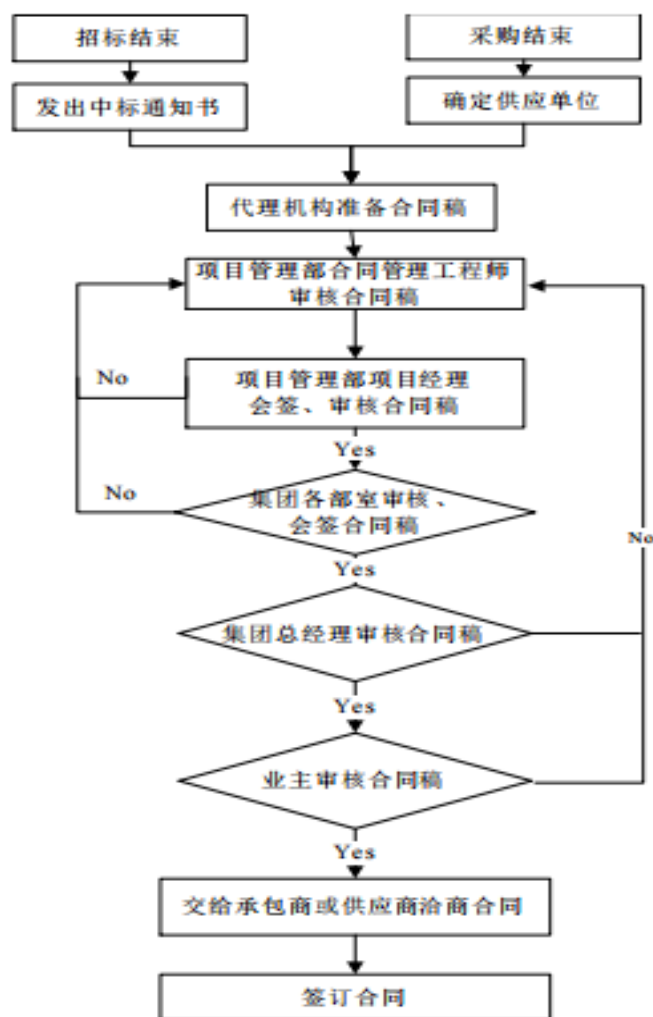 招标结束
采购结束
发出中标通知书
确定供应单位
代理机构准备合同稿
项目管理部合同管理工程师
审核合同稿
No
项目管理部项目经理
会签、审核合同稿
Yes
No
集团各部室审核、
会签合同稿
No
Yes
集团总经理审核合同稿
Yes
业主审核合同稿
Yes
交给承包商或供应商洽商合同
签订合同